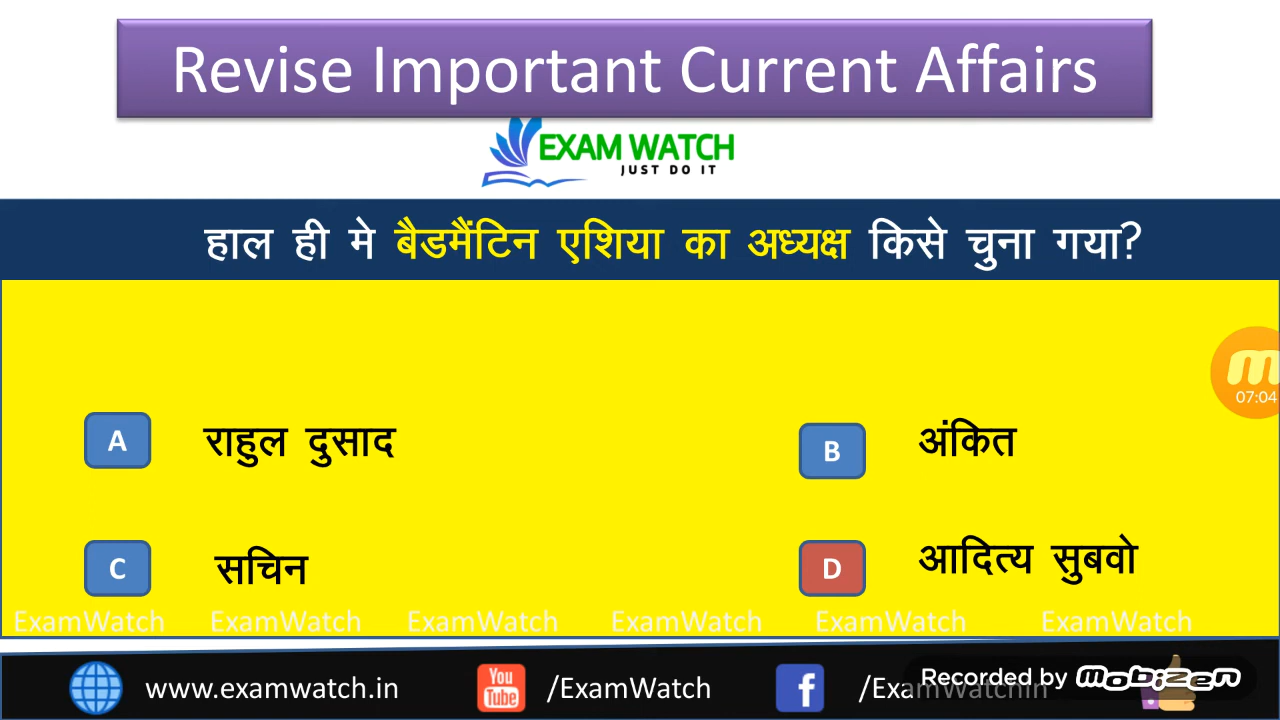 Revise Important Current Affairs
EXAM WATCH
JUST DO IT
हाल ही मे बैडमैंटिन एशिया का अध्यक्ष किसे चुना गया?
07:04
A राहुल दुसाद
B अंकित
C सचिन
D आदित्य सुबवो
ExamWatch ExamWatch ExamWatch ExamWatch ExamWatch ExamWatch
www.examwatch.in You Tube /ExamWatch f /ExamWatchin
Recorded by mobizen